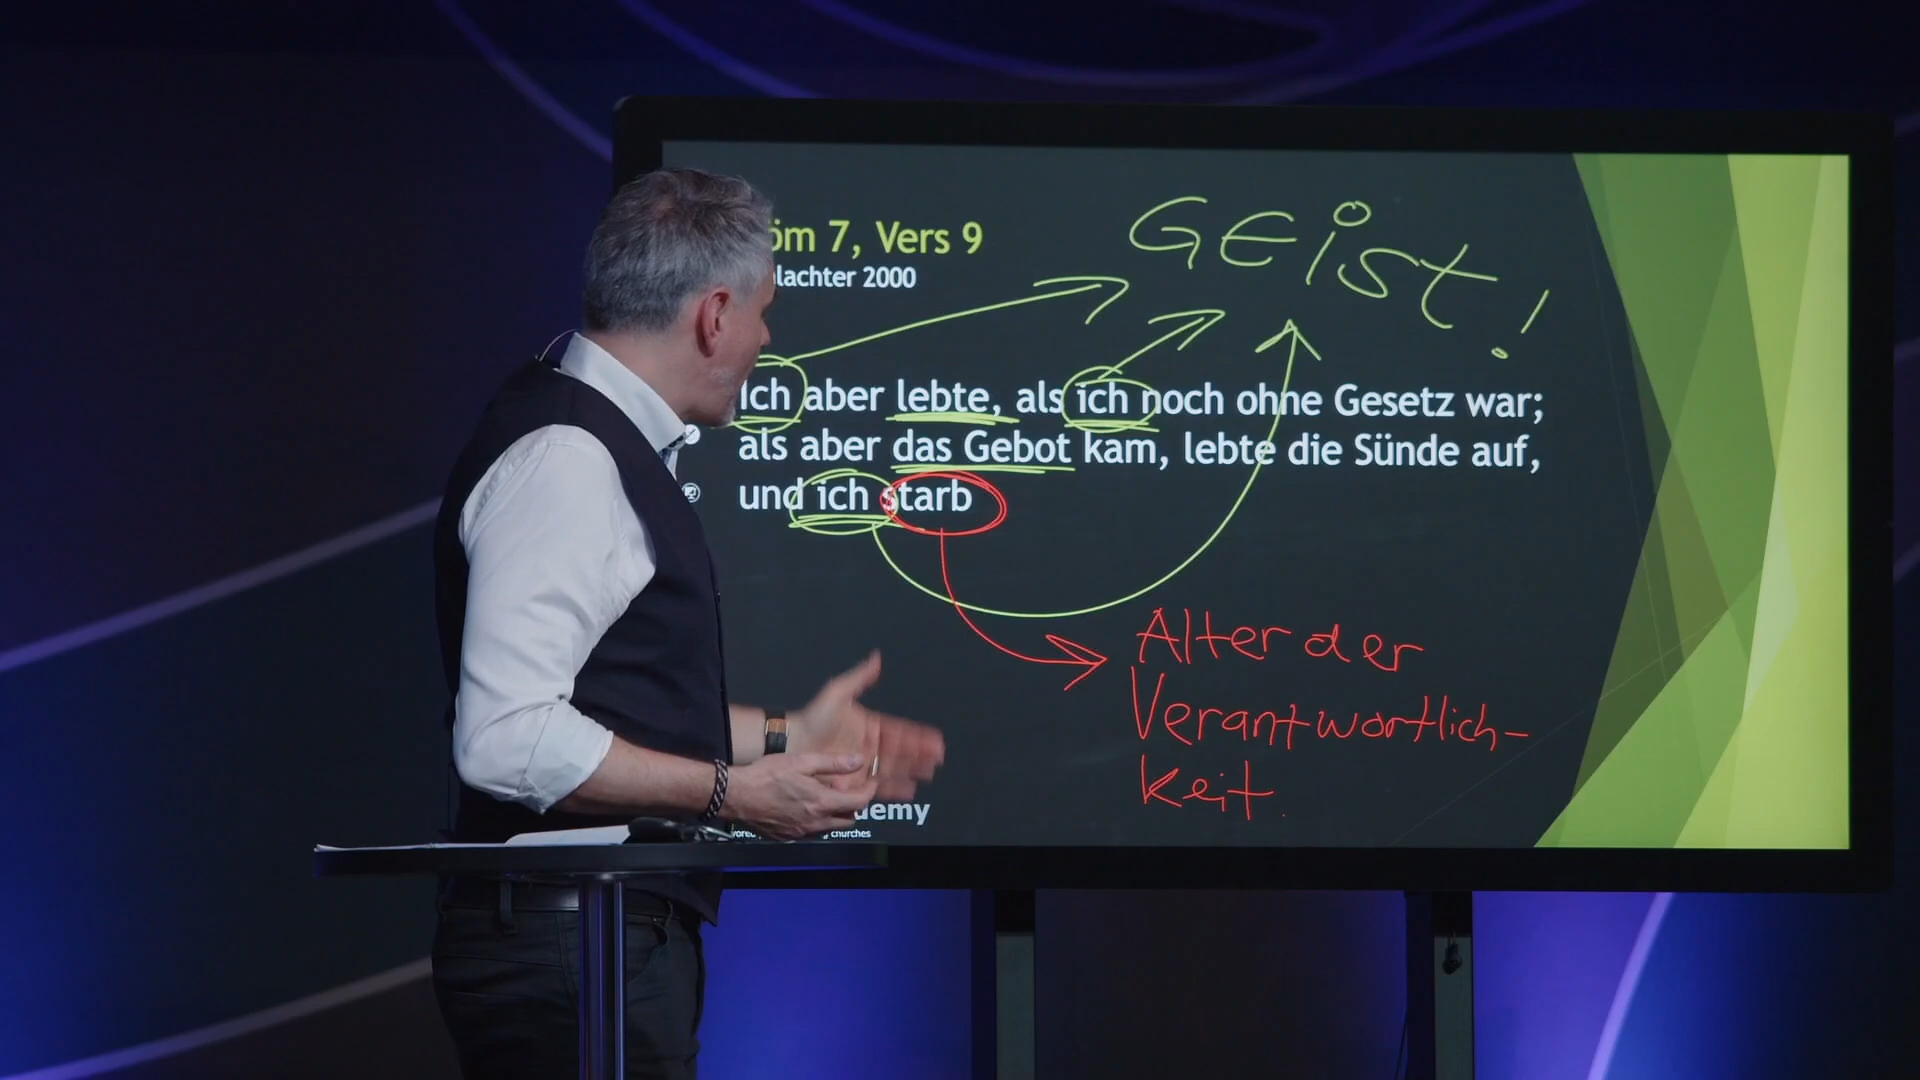 öm 7, Vers 9
lachter 2000
GEist!
Ich aber lebte, als ich noch ohne Gesetz war;
als aber das Gebot kam, lebte die Sünde auf,
und ich starb
Alter der
Verantwortlich-
keit.
demy
churches